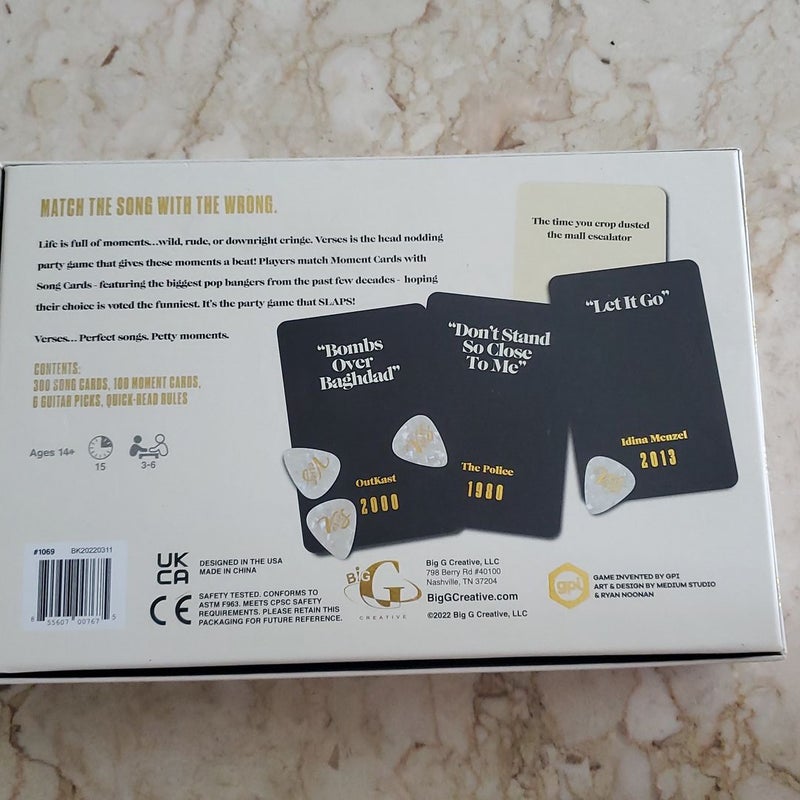 MATCH THE SONG WITH THE WRONG.
Life is full of moments...wild, rude, or downright cringe. Verses is the head nodding
party game that gives these moments a beat! Players match Moment Cards with
Song Cards - featuring the biggest pop bangers from the past few decades - hoping
their choice is voted the funniest. It's the party game that SLAPS!
Verses... Perfect songs. Petty moments.
CONTENTS:
300 SONG CARDS, 100 MOMENT CARDS,
6 GUITAR PICKS, QUICK-READ RULES
Ages 14+
15
3-6
The time you crop dusted
the mall escalator
"Bombs
Over
Baghdad"
OutKast
2000
"Don't Stand
So Close
To Me"
The Police
1980
"Let It Go"
Idina Menzel
2013
#1069 BK20220311
8 55607 00767 5
UK
CA
DESIGNED IN THE USA
MADE IN CHINA
CE
SAFETY TESTED. CONFORMS TO
ASTM F963. MEETS CPSC SAFETY
REQUIREMENTS. PLEASE RETAIN THIS
PACKAGING FOR FUTURE REFERENCE.
BIG G
CREATIVE
Big G Creative, LLC
798 Berry Rd #40100
Nashville, TN 37204
BigGCreative.com
©2022 Big G Creative, LLC
gpi
GAME INVENTED BY GPI
ART & DESIGN BY MEDIUM STUDIO
& RYAN NOONAN